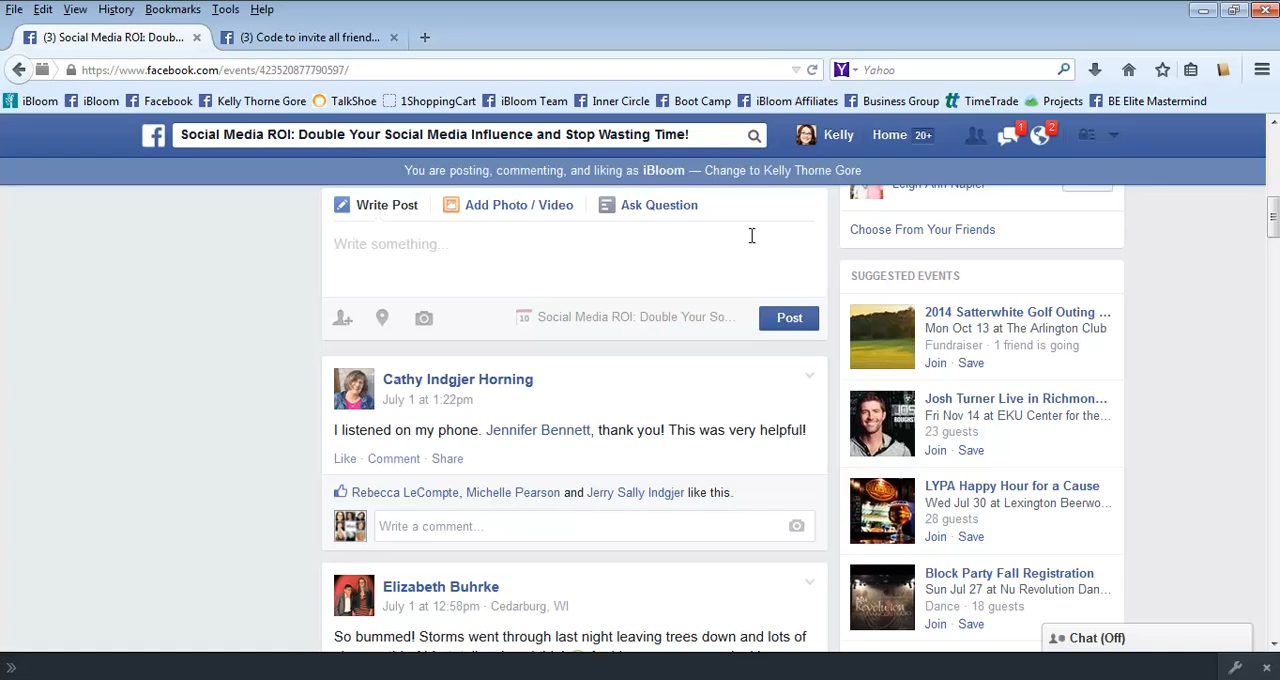 File Edit View History Bookmarks Tools Help
(3) Social Media ROI: Doub... × (3) Code to invite all friend... × +
https://www.facebook.com/events/423520877790597/ Yahoo
iBloom iBloom Facebook Kelly Thorne Gore TalkShoe 1ShoppingCart iBloom Team Inner Circle Boot Camp iBloom Affiliates Business Group TimeTrade Projects BE Elite Mastermind
Social Media ROI: Double Your Social Media Influence and Stop Wasting Time! Kelly Home 20+ 1 2
You are posting, commenting, and liking as iBloom — Change to Kelly Thorne Gore
Write Post Add Photo / Video Ask Question
Write something...
10 Social Media ROI: Double Your So... Post
Cathy Indgjer Horning
July 1 at 1:22pm
I listened on my phone. Jennifer Bennett, thank you! This was very helpful!
Like · Comment · Share
Rebecca LeCompte, Michelle Pearson and Jerry Sally Indgjer like this.
Write a comment...
Elizabeth Buhrke
July 1 at 12:58pm · Cedarburg, WI
So bummed! Storms went through last night leaving trees down and lots of
Choose From Your Friends
SUGGESTED EVENTS
2014 Satterwhite Golf Outing ...
Mon Oct 13 at The Arlington Club
Fundraiser · 1 friend is going
Join · Save
Josh Turner Live in Richmon...
Fri Nov 14 at EKU Center for the...
23 guests
Join · Save
LYPA Happy Hour for a Cause
Wed Jul 30 at Lexington Beerwo...
28 guests
Join · Save
Block Party Fall Registration
Sun Jul 27 at Nu Revolution Dan...
Dance · 18 guests
Join · Save
Chat (Off)